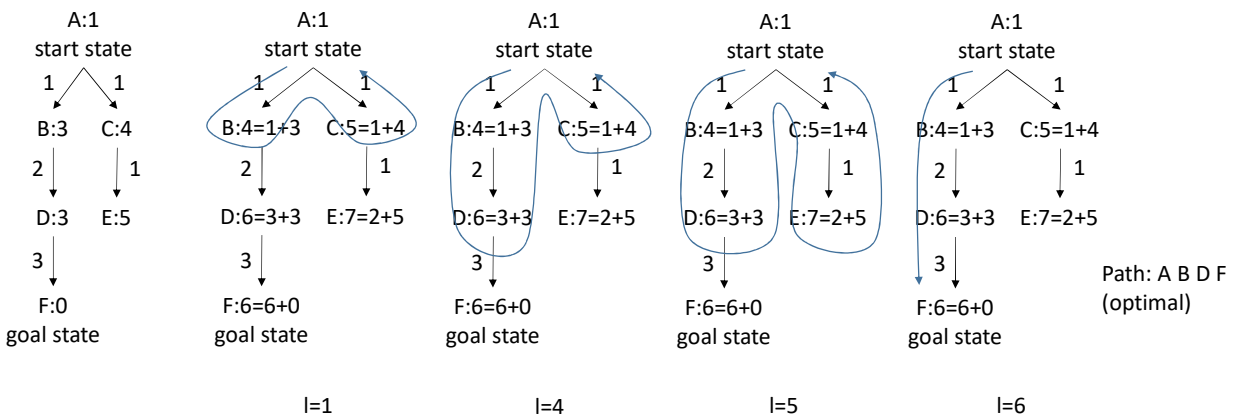 A:1
start state
1 1
B:3 C:4
2 1
D:3 E:5
3
F:0
goal state
A:1
start state
1 1
B:4=1+3 C:5=1+4
2 1
D:6=3+3 E:7=2+5
3
F:6=6+0
goal state
l=1
A:1
start state
1 1
B:4=1+3 C:5=1+4
2 1
D:6=3+3 E:7=2+5
3
F:6=6+0
goal state
l=4
A:1
start state
1 1
B:4=1+3 C:5=1+4
2 1
D:6=3+3 E:7=2+5
3
F:6=6+0
goal state
l=5
A:1
start state
1 1
B:4=1+3 C:5=1+4
2 1
D:6=3+3 E:7=2+5
3
F:6=6+0
goal state
l=6
Path: A B D F
(optimal)